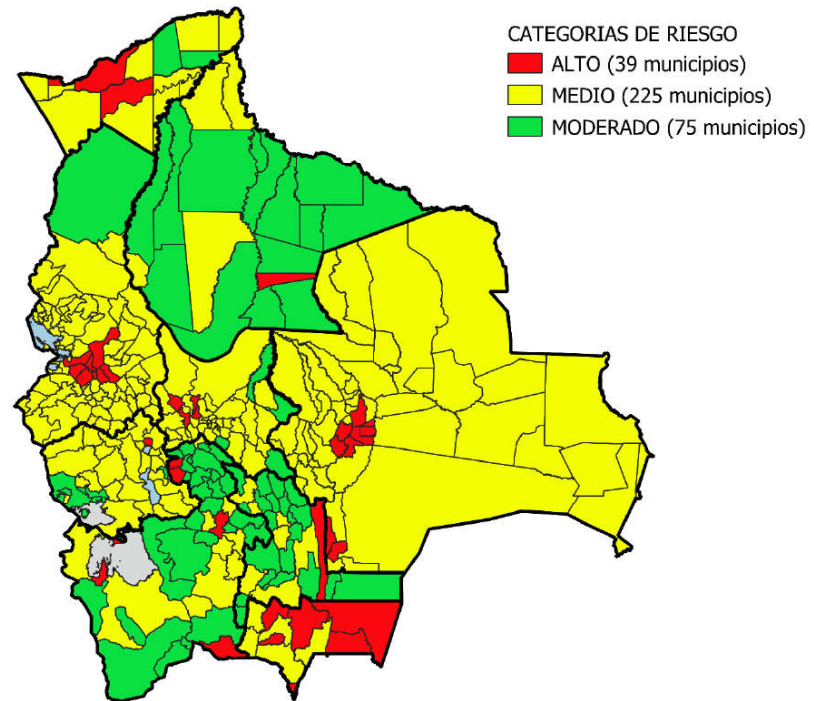 CATEGORIAS DE RIESGO
ALTO (39 municipios)
MEDIO (225 municipios)
MODERADO (75 municipios)